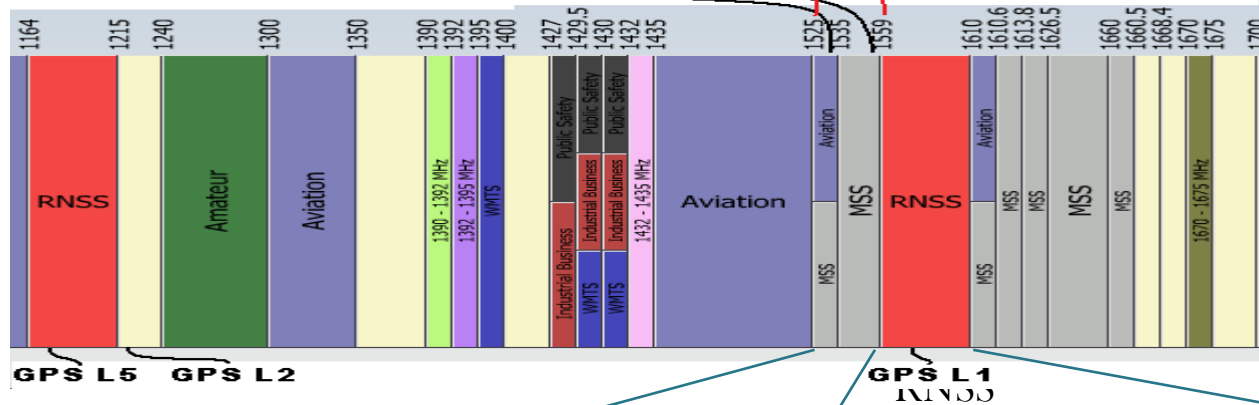 1164 1215 1240 1300 1350 1390 1392 1395 1400 1427 1429.5 1430 1432 1435 1525 1535 1559 1610 1610.6 1613.8 1626.5 1660 1660.5 1668.4 1670 1675 1700
RNSS
Amateur
Aviation
1390 - 1392 MHz
1392 - 1395 MHz
WMTS
Public Safety
Industrial Business
Public Safety
Industrial Business
WMTS
Public Safety
Industrial Business
WMTS
1432 - 1435 MHz
Aviation
Aviation
MSS
MSS
RNSS
Aviation
MSS
MSS
MSS
MSS
MSS
1670 - 1675 MHz
GPS L5 GPS L2 GPS L1
RNSS